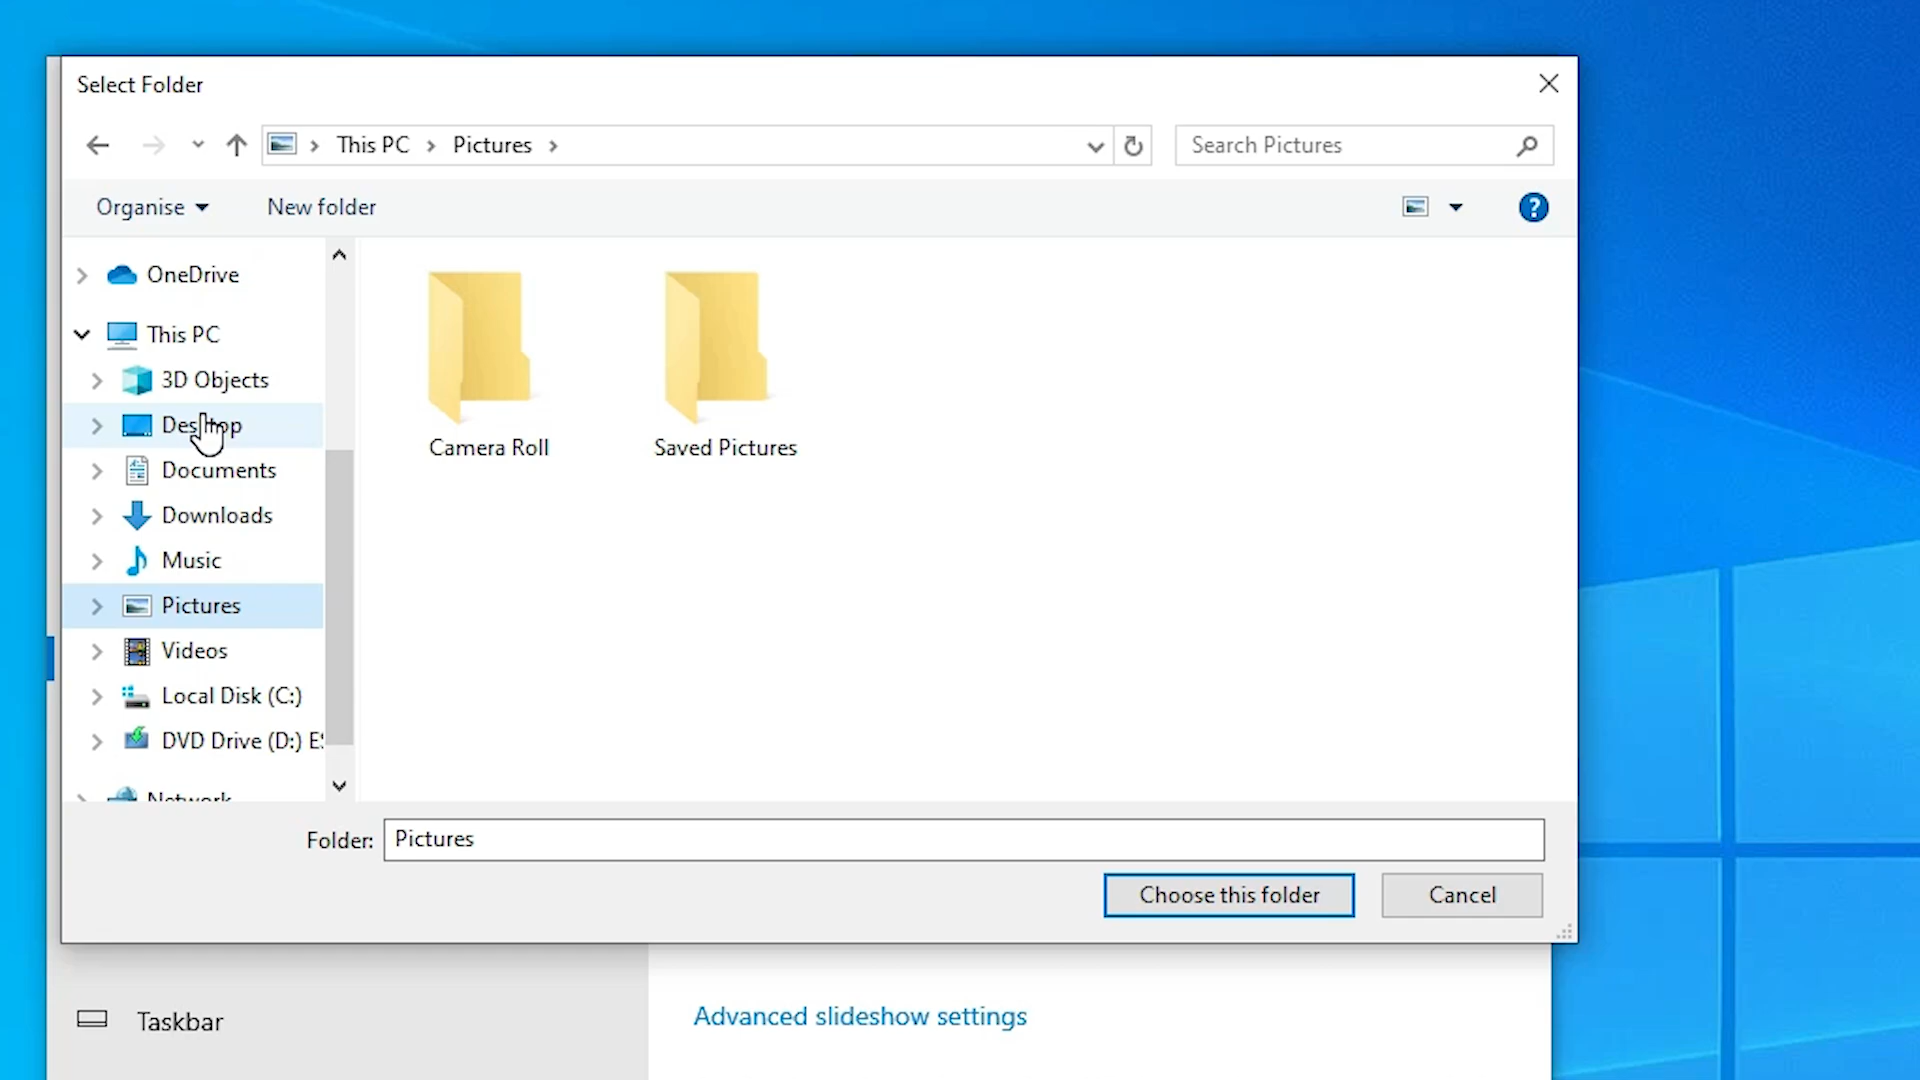 Select Folder
This PC
Pictures
Search Pictures
Organise
New folder
?
OneDrive
This PC
3D Objects
Desktop
Documents
Downloads
Music
Pictures
Videos
Local Disk (C:)
DVD Drive (D:) ES
Network
Camera Roll
Saved Pictures
Folder:
Pictures
Choose this folder
Cancel
Taskbar
Advanced slideshow settings